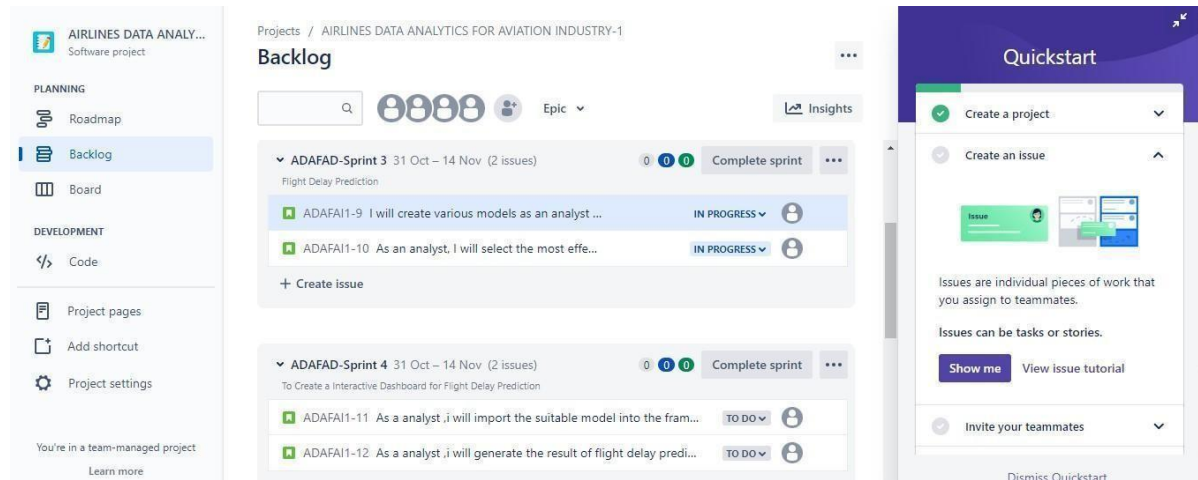 AIRLINES DATA ANALY...
Software project
PLANNING
Roadmap
Backlog
Board
DEVELOPMENT
Code
Project pages
Add shortcut
Project settings
You're in a team-managed project
Learn more
Projects / AIRLINES DATA ANALYTICS FOR AVIATION INDUSTRY-1
Backlog
Epic
Insights
ADAFAD-Sprint 3 31 Oct – 14 Nov (2 issues) 0 0 0 Complete sprint
Flight Delay Prediction
ADAFAI1-9 I will create various models as an analyst ... IN PROGRESS
ADAFAI1-10 As an analyst, I will select the most effe... IN PROGRESS
+ Create issue
ADAFAD-Sprint 4 31 Oct – 14 Nov (2 issues) 0 0 0 Complete sprint
To Create a Interactive Dashboard for Flight Delay Prediction
ADAFAI1-11 As a analyst ,i will import the suitable model into the fram... TO DO
ADAFAI1-12 As a analyst ,i will generate the result of flight delay predi... TO DO
Quickstart
Create a project
Create an issue
Issue
Issues are individual pieces of work that
you assign to teammates.
Issues can be tasks or stories.
Show me View issue tutorial
Invite your teammates
Dismiss Quickstart